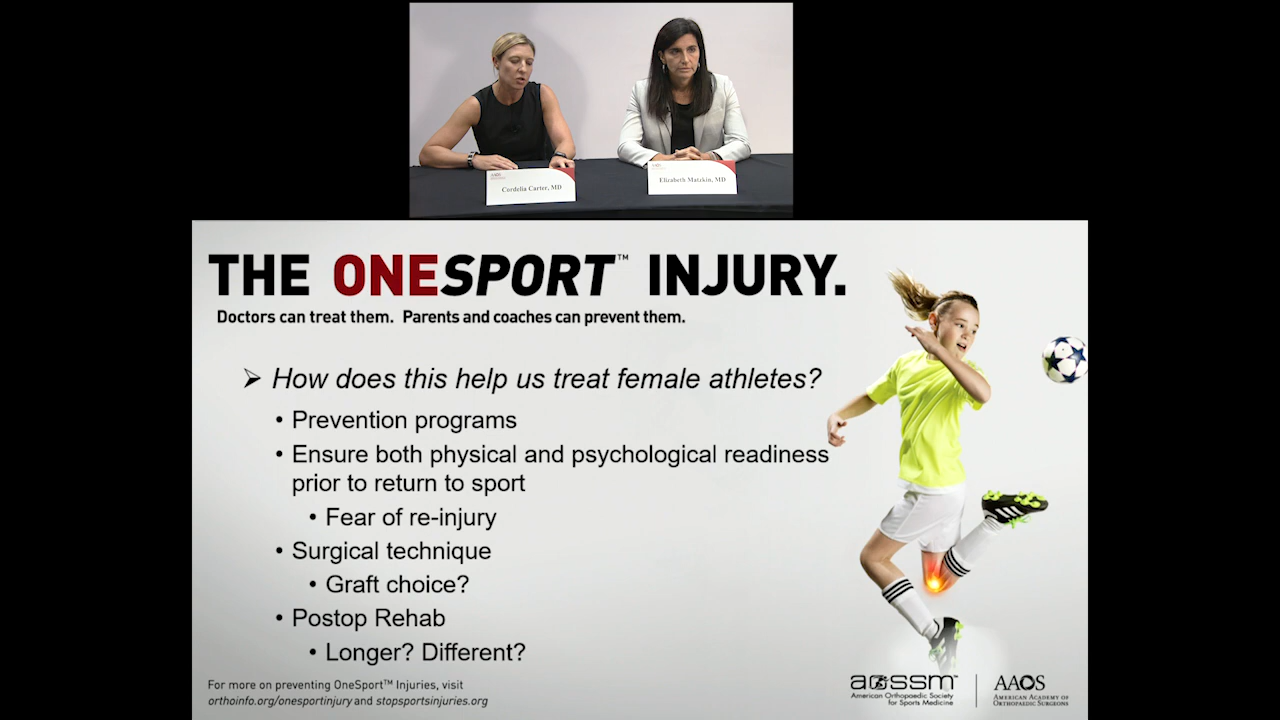 Cordelia Carter, MD
Elizabeth Matzkin, MD
THE ONESPORT™ INJURY.
Doctors can treat them. Parents and coaches can prevent them.
➢ How does this help us treat female athletes?
• Prevention programs
• Ensure both physical and psychological readiness
prior to return to sport
• Fear of re-injury
• Surgical technique
• Graft choice?
• Postop Rehab
• Longer? Different?
For more on preventing OneSport™ Injuries, visit
orthoinfo.org/onesportinjury and stopsportsinjuries.org
aossm
American Orthopaedic Society
for Sports Medicine
AAOS
AMERICAN ACADEMY OF
ORTHOPAEDIC SURGEONS